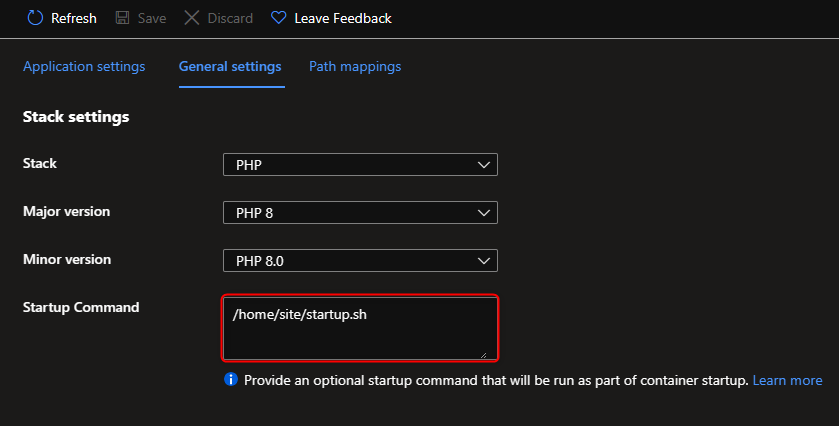 Refresh Save Discard Leave Feedback
Application settings General settings Path mappings
Stack settings
Stack PHP
Major version PHP 8
Minor version PHP 8.0
Startup Command /home/site/startup.sh
Provide an optional startup command that will be run as part of container startup. Learn more